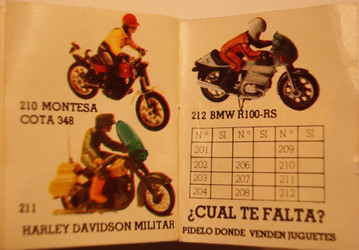 210 MONTESA
COTA 348
211
HARLEY DAVIDSON MILITAR
212 BMW R100-RS
Nº SI Nº SI Nº SI
201 209
202 206 210
203 207 211
204 208 212
¿CUAL TE FALTA?
PIDELO DONDE VENDEN JUGUETES